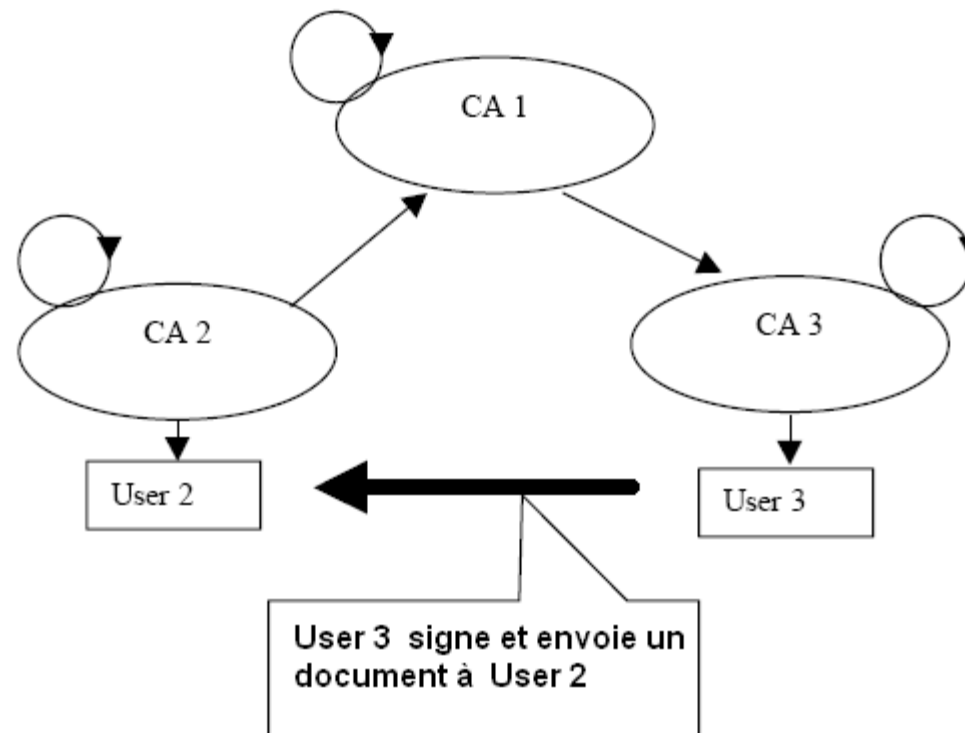 CA 1
CA 2
CA 3
User 2
User 3
User 3  signe et envoie un
document à  User 2